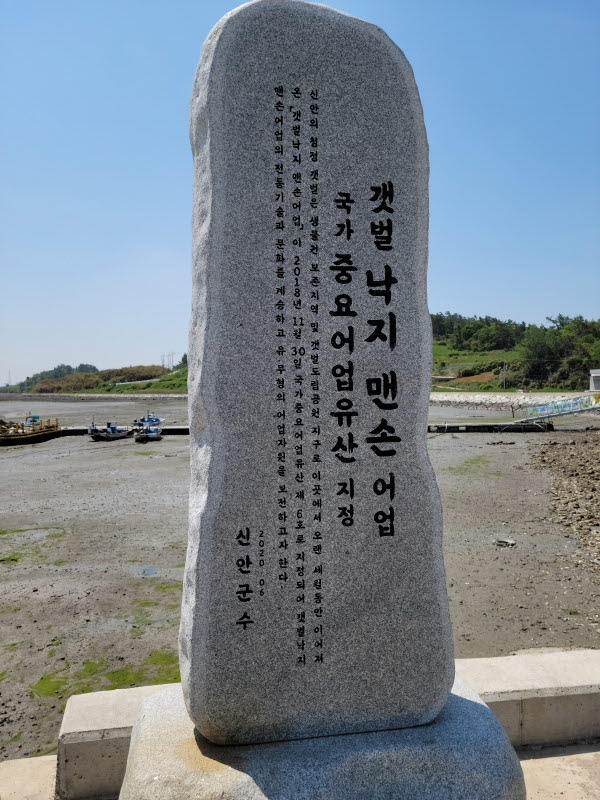 갯벌 낙지 맨손 어업
국가중요어업유산 지정
신안의 청정 갯벌은 생물권 보존지역 및 갯벌도립공원 지구로 이곳에서 오랜 세월동안 이어져
온 「갯벌낙지 맨손어업」이 2018년 11월 30일 국가중요어업유산 제 6호로 지정되어 갯벌낙지
맨손어업의 전통기술과 문화를 계승하고 유·무형의 어업자원을 보전하고자 한다.
2020. 06
신안군수